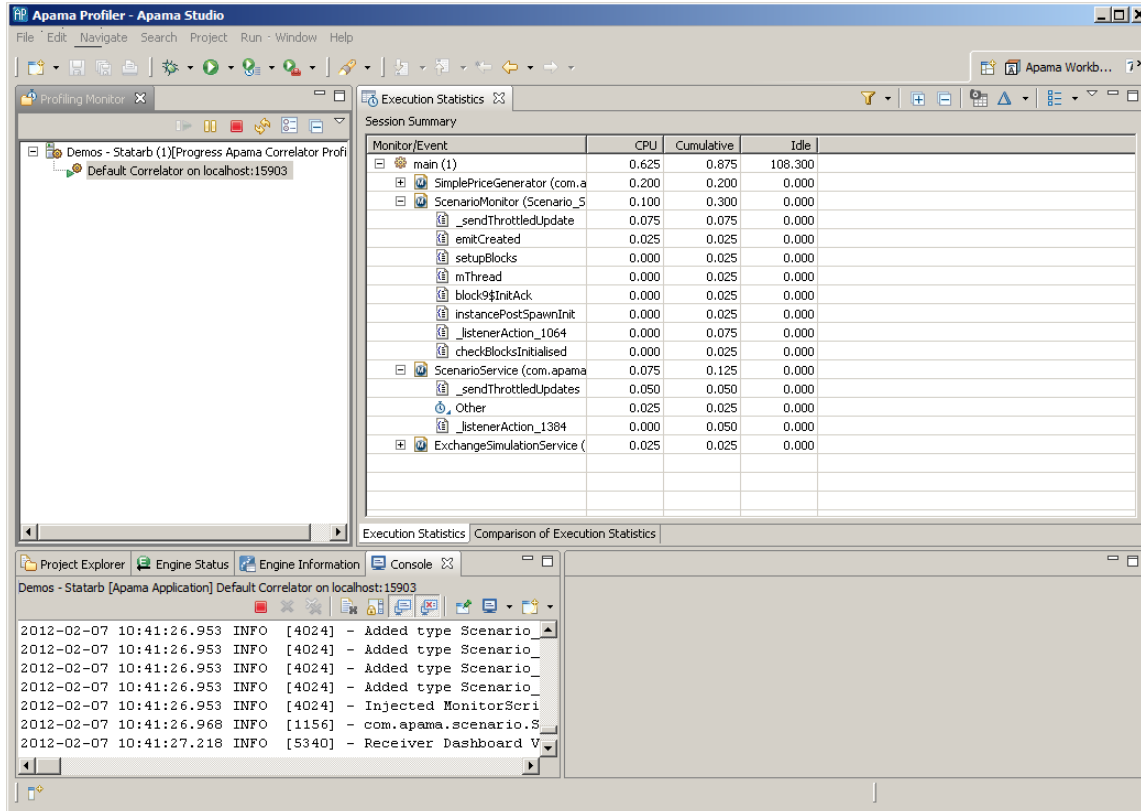 Apama Profiler - Apama Studio
File Edit Navigate Search Project Run Window Help
Apama Workb...
Profiling Monitor
Demos - Statarb (1)[Progress Apama Correlator Profi
Default Correlator on localhost:15903
Execution Statistics
Session Summary
Monitor/Event CPU Cumulative Idle
main (1) 0.625 0.875 108.300
SimplePriceGenerator (com.a 0.200 0.200 0.000
ScenarioMonitor (Scenario_S 0.100 0.300 0.000
_sendThrottledUpdate 0.075 0.075 0.000
emitCreated 0.025 0.025 0.000
setupBlocks 0.000 0.025 0.000
mThread 0.000 0.025 0.000
block9$InitAck 0.000 0.025 0.000
instancePostSpawnInit 0.000 0.025 0.000
_listenerAction_1064 0.000 0.075 0.000
checkBlocksInitialised 0.000 0.025 0.000
ScenarioService (com.apama 0.075 0.125 0.000
_sendThrottledUpdates 0.050 0.050 0.000
Other 0.025 0.025 0.000
_listenerAction_1384 0.000 0.050 0.000
ExchangeSimulationService ( 0.025 0.025 0.000
Execution Statistics Comparison of Execution Statistics
Project Explorer Engine Status Engine Information Console
Demos - Statarb [Apama Application] Default Correlator on localhost:15903
2012-02-07 10:41:26.953 INFO [4024] - Added type Scenario_
2012-02-07 10:41:26.953 INFO [4024] - Added type Scenario_
2012-02-07 10:41:26.953 INFO [4024] - Added type Scenario_
2012-02-07 10:41:26.953 INFO [4024] - Added type Scenario_
2012-02-07 10:41:26.953 INFO [4024] - Injected MonitorScri
2012-02-07 10:41:26.968 INFO [1156] - com.apama.scenario.S
2012-02-07 10:41:27.218 INFO [5340] - Receiver Dashboard V